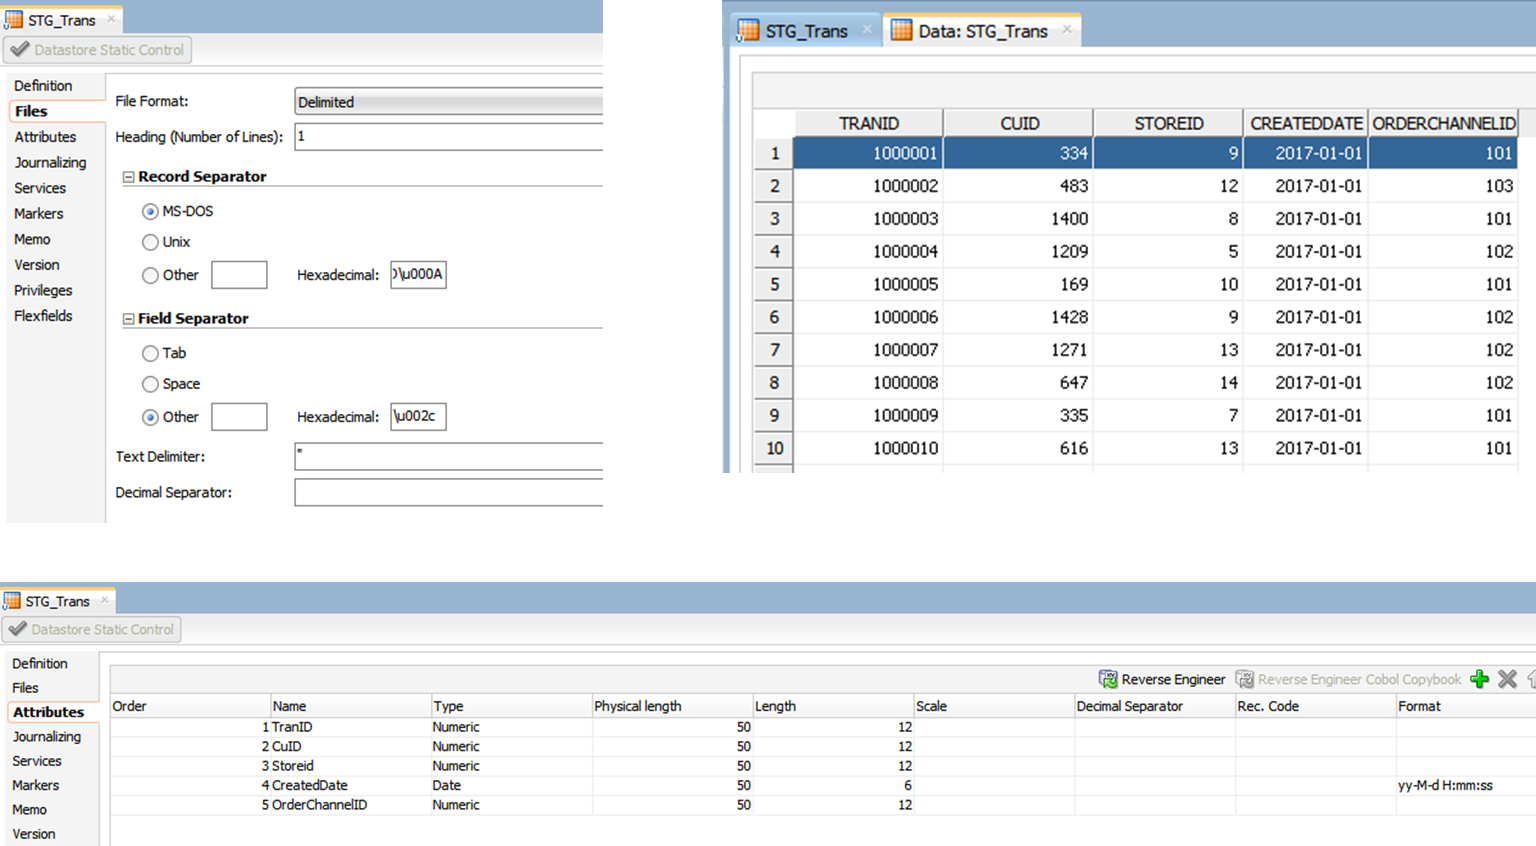 STG_Trans
Datastore Static Control
Definition
Files
Attributes
Journalizing
Services
Markers
Memo
Version
Privileges
Flexfields
File Format: Delimited
Heading (Number of Lines): 1
Record Separator
MS-DOS
Unix
Other Hexadecimal: \u000A
Field Separator
Tab
Space
Other Hexadecimal: \u002c
Text Delimiter: "
Decimal Separator:
STG_Trans Data: STG_Trans
TRANID CUID STOREID CREATEDDATE ORDERCHANNELID
1 1000001 334 9 2017-01-01 101
2 1000002 483 12 2017-01-01 103
3 1000003 1400 8 2017-01-01 101
4 1000004 1209 5 2017-01-01 102
5 1000005 169 10 2017-01-01 101
6 1000006 1428 9 2017-01-01 102
7 1000007 1271 13 2017-01-01 102
8 1000008 647 14 2017-01-01 102
9 1000009 335 7 2017-01-01 101
10 1000010 616 13 2017-01-01 101
STG_Trans
Datastore Static Control
Definition
Files
Attributes
Journalizing
Services
Markers
Memo
Version
Reverse Engineer Reverse Engineer Cobol Copybook
Order Name Type Physical length Length Scale Decimal Separator Rec. Code Format
1 TranID Numeric 50 12
2 CuID Numeric 50 12
3 Storeid Numeric 50 12
4 CreatedDate Date 50 6 yy-M-d H:mm:ss
5 OrderChannelID Numeric 50 12